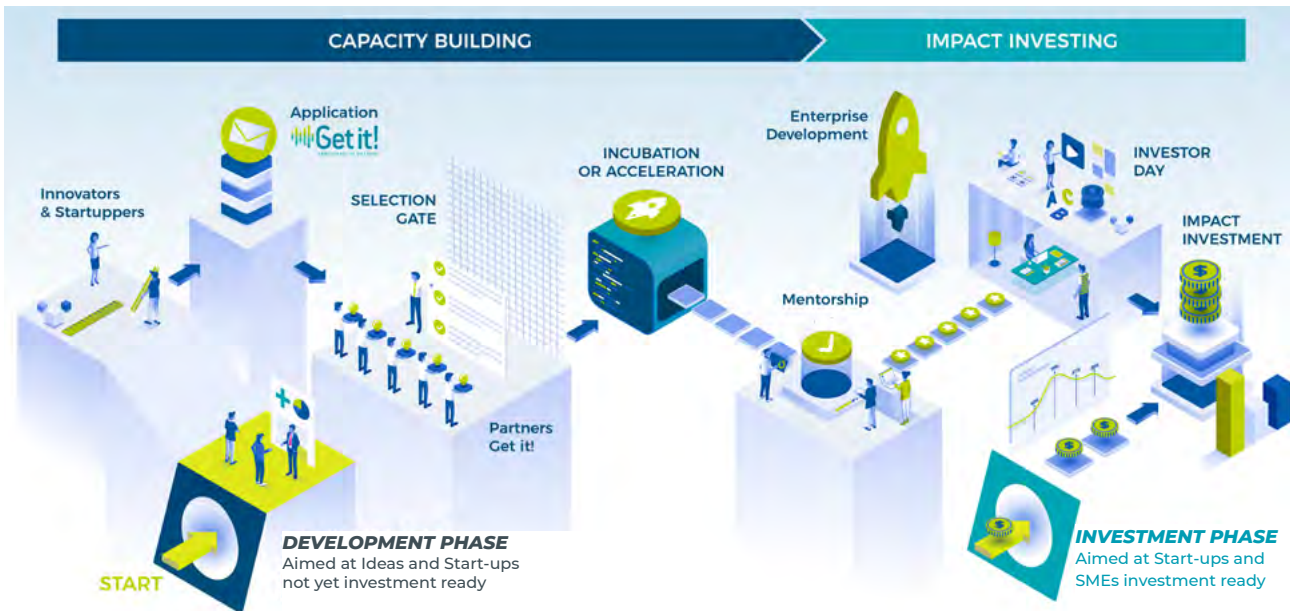 CAPACITY BUILDING
IMPACT INVESTING
Application
Get it!
Innovators
& Startuppers
SELECTION
GATE
Partners
Get it!
INCUBATION
OR ACCELERATION
Mentorship
Enterprise
Development
INVESTOR
DAY
A C
B
IMPACT
INVESTMENT
START
DEVELOPMENT PHASE
Aimed at Ideas and Start-ups
not yet investment ready
INVESTMENT PHASE
Aimed at Start-ups and
SMEs investment ready